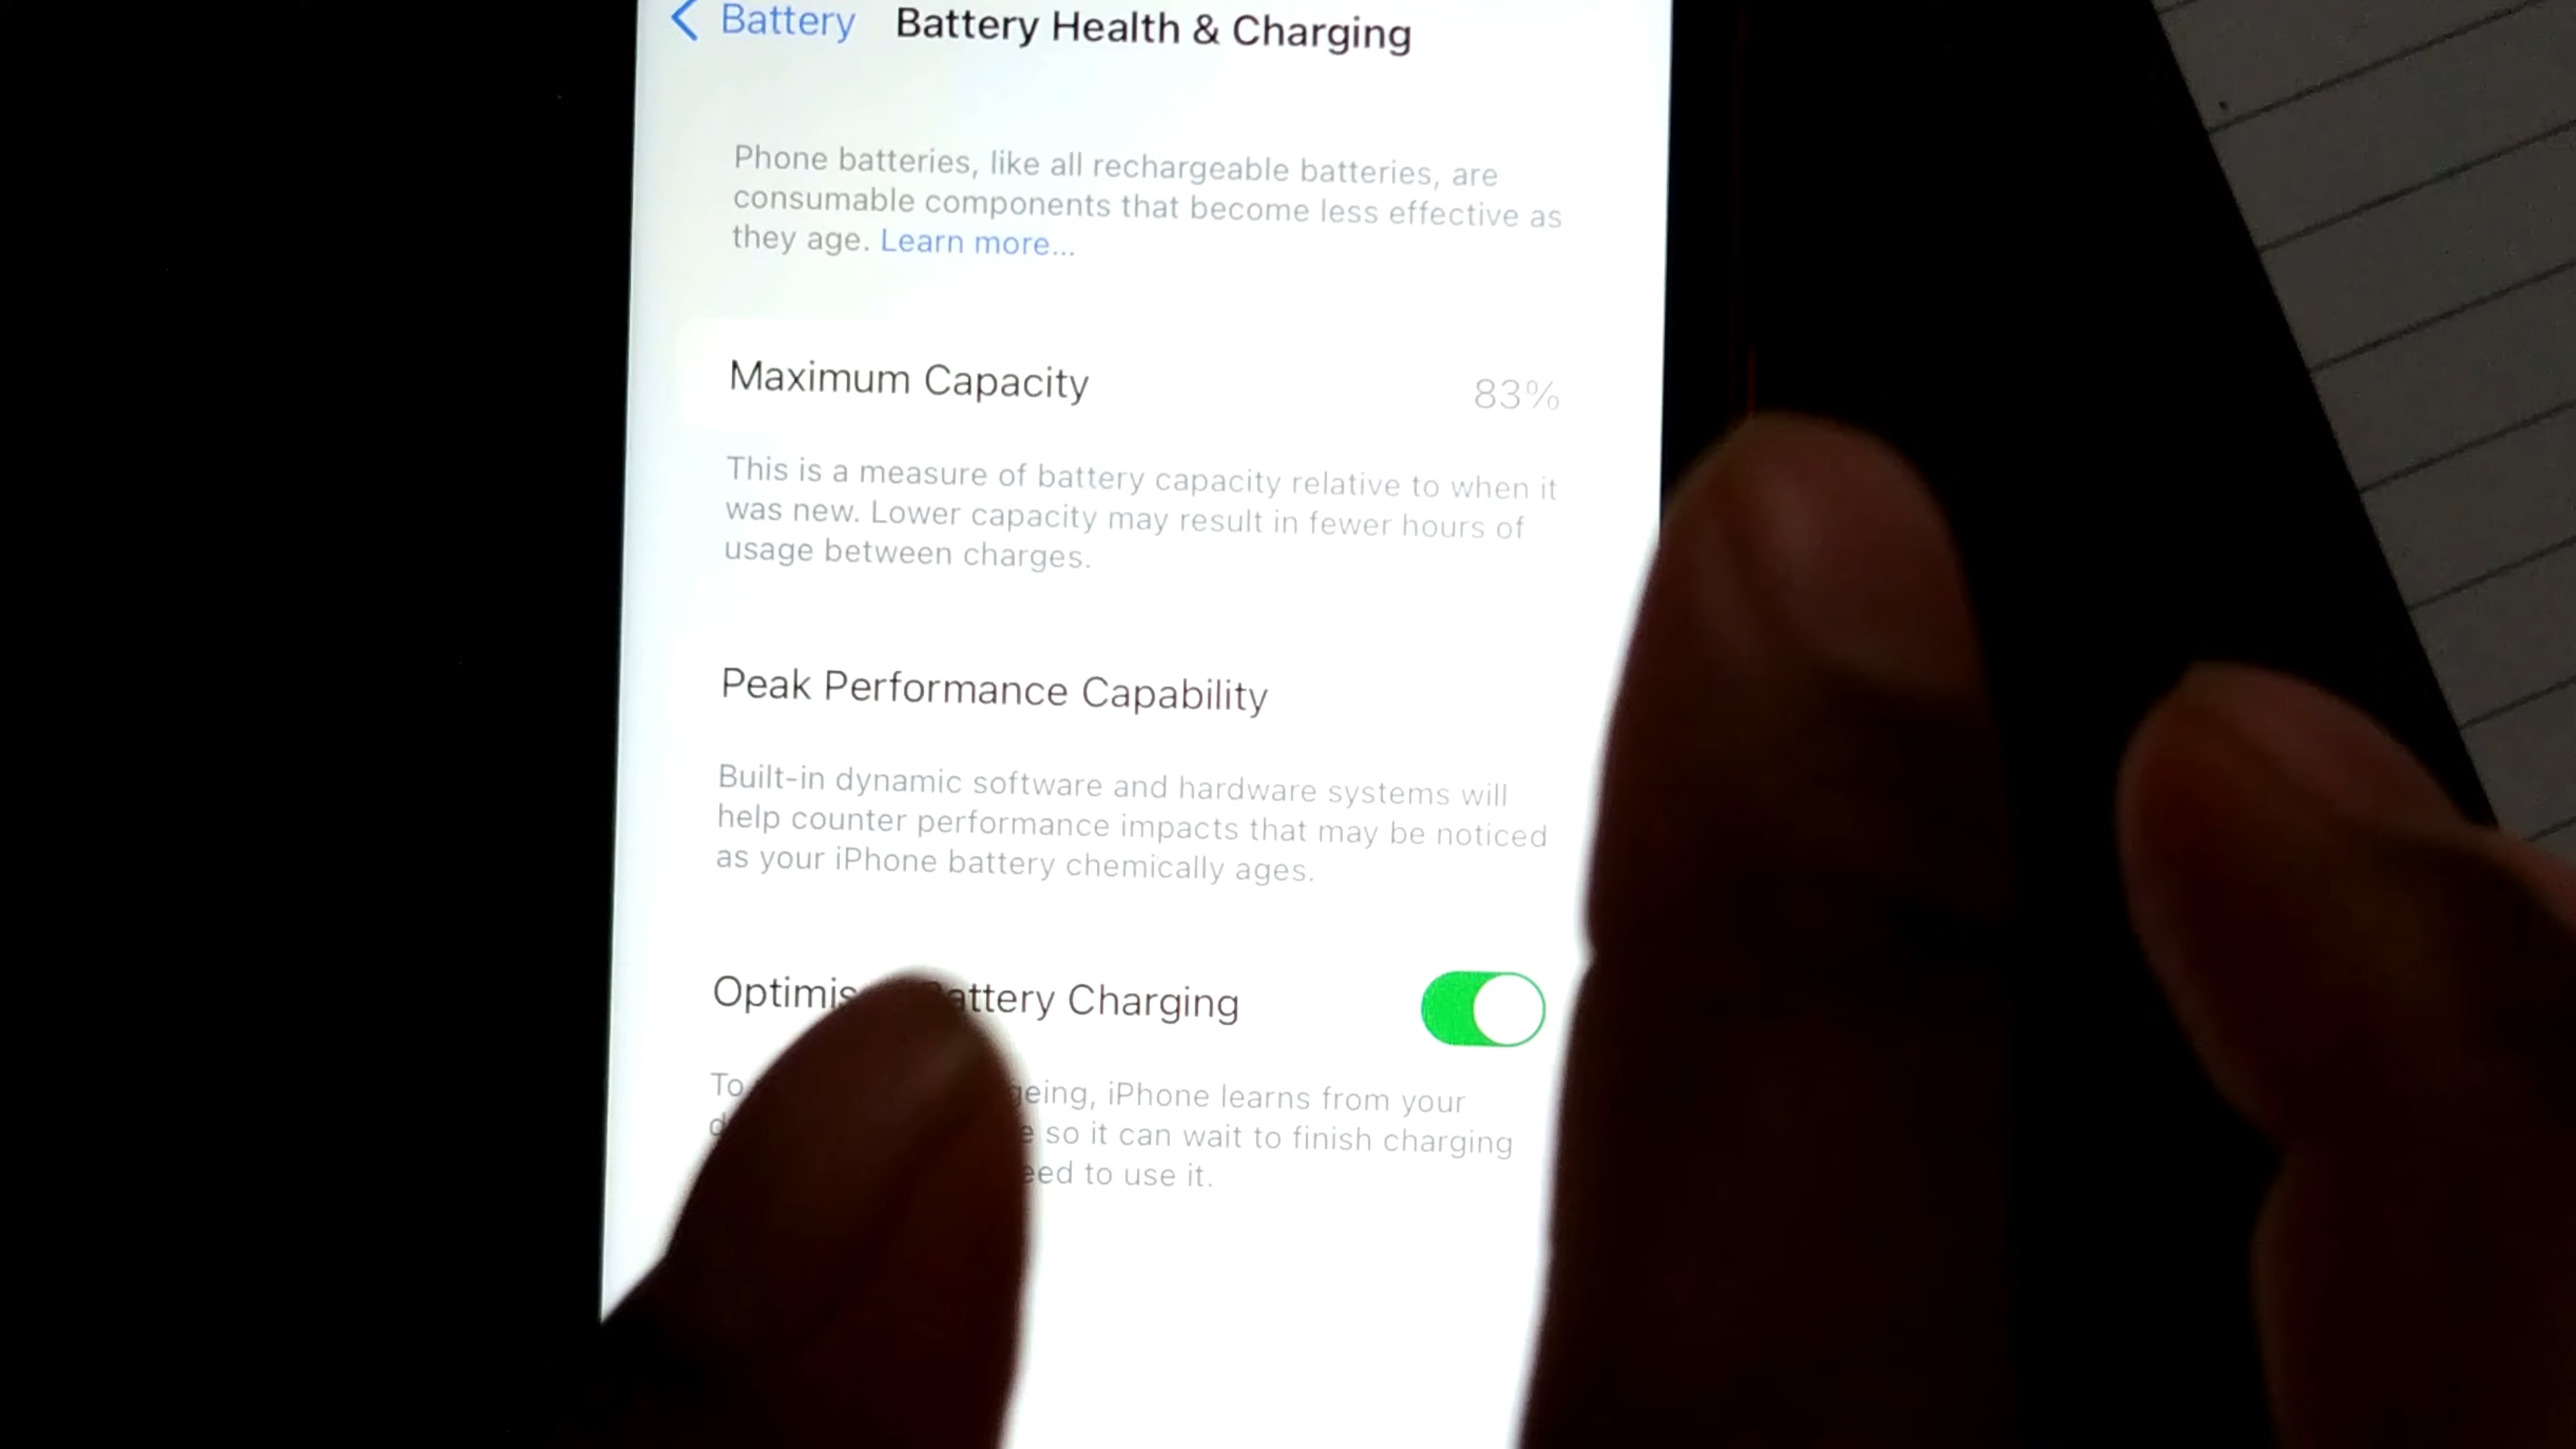 Battery Battery Health & Charging
Phone batteries, like all rechargeable batteries, are
consumable components that become less effective as
they age. Learn more...
Maximum Capacity 83%
This is a measure of battery capacity relative to when it
was new. Lower capacity may result in fewer hours of
usage between charges.
Peak Performance Capability
Built-in dynamic software and hardware systems will
help counter performance impacts that may be noticed
as your iPhone battery chemically ages.
Charging
To iPhone learns from your
so it can wait to finish charging
to use it.